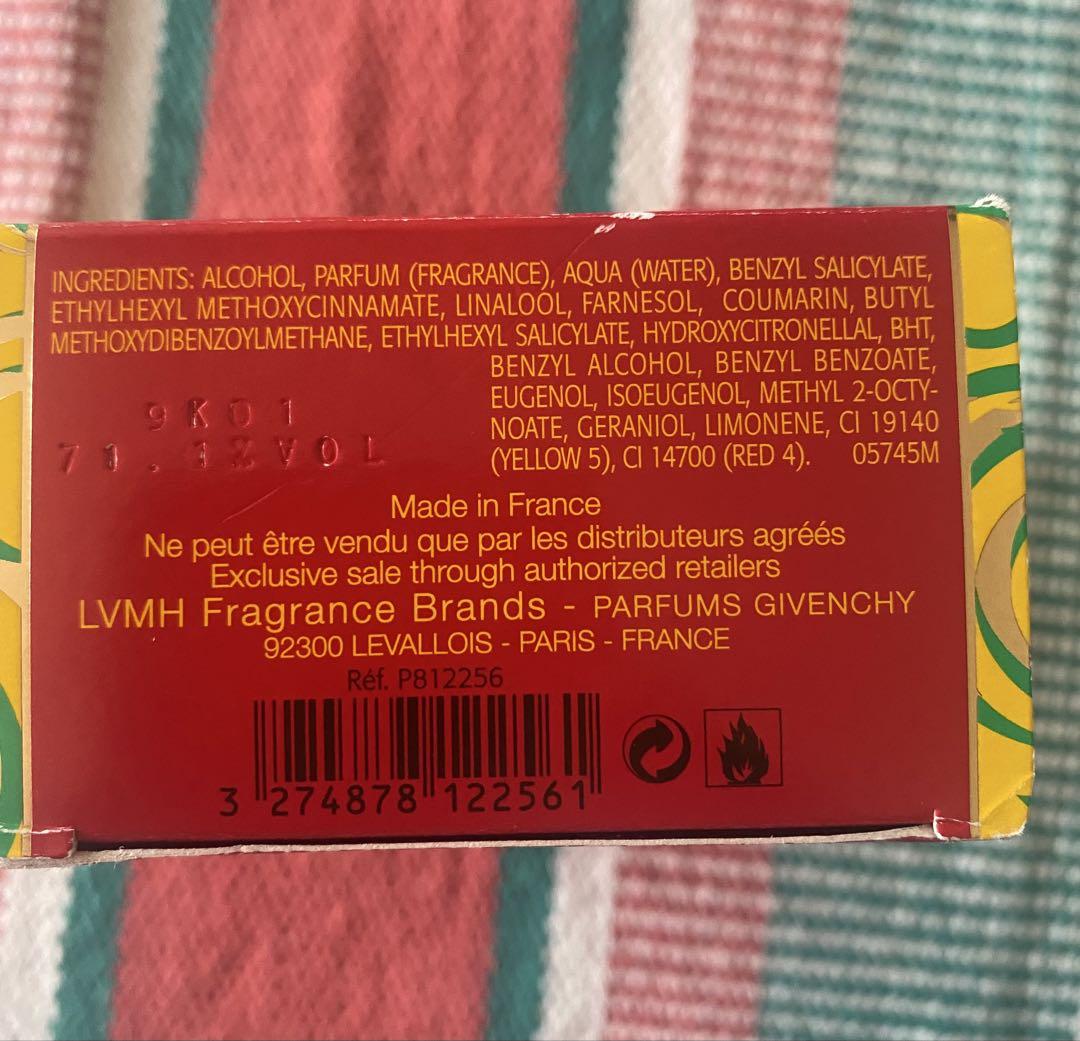 INGREDIENTS: ALCOHOL, PARFUM (FRAGRANCE), AQUA (WATER), BENZYL SALICYLATE,
ETHYLHEXYL METHOXYCINNAMATE, LINALOOL, FARNESOL, COUMARIN, BUTYL
METHOXYDIBENZOYLMETHANE, ETHYLHEXYL SALICYLATE, HYDROXYCITRONELLAL, BHT,
BENZYL ALCOHOL, BENZYL BENZOATE,
EUGENOL, ISOEUGENOL, METHYL 2-OCTY-
NOATE, GERANIOL, LIMONENE, CI 19140
(YELLOW 5), CI 14700 (RED 4). 05745M
9K01
71.1%VOL
Made in France
Ne peut être vendu que par les distributeurs agréés
Exclusive sale through authorized retailers
LVMH Fragrance Brands - PARFUMS GIVENCHY
92300 LEVALLOIS - PARIS - FRANCE
Réf. P812256
3 274878 122561